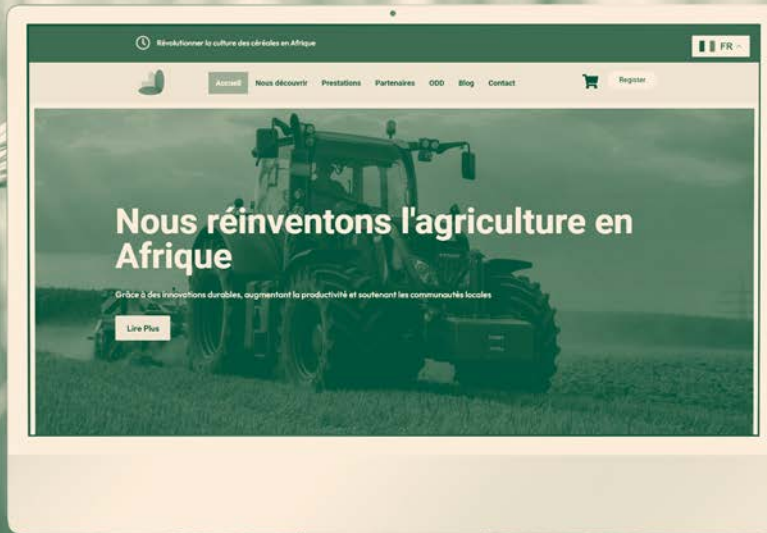 Révolutionner la culture des céréales en Afrique
FR
Accueil Nous découvrir Prestations Partenaires ODD Blog Contact
Register
Nous réinventons l'agriculture en
Afrique
Grâce à des innovations durables, augmentant la productivité et soutenant les communautés locales
Lire Plus